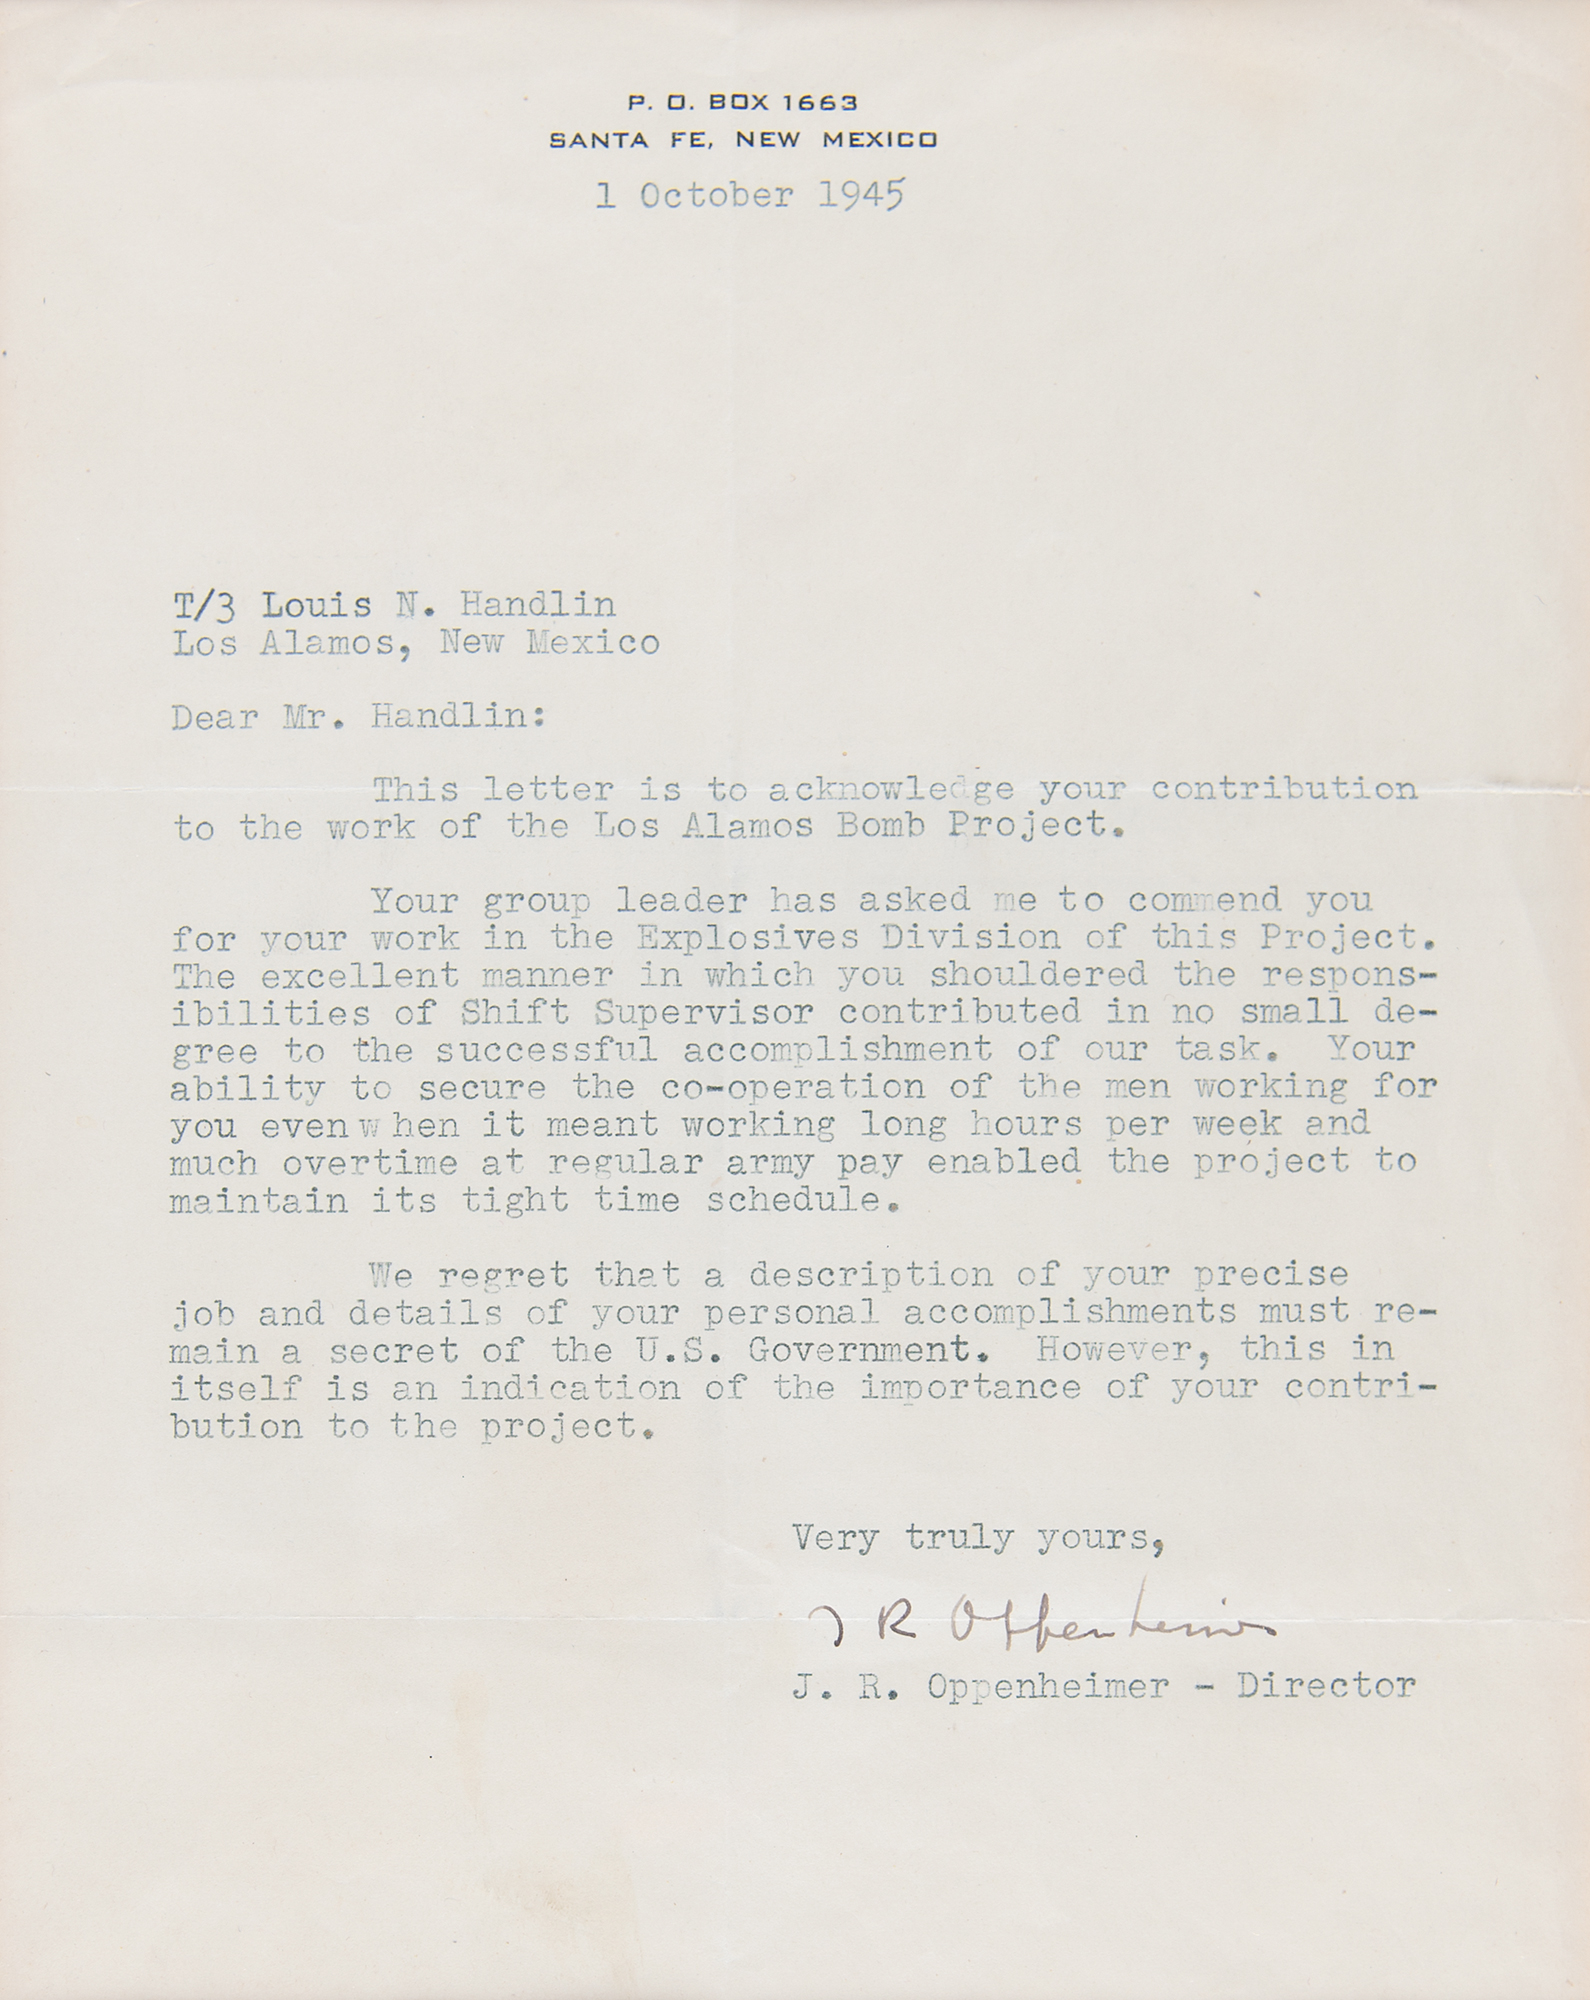 P. O. BOX 1663
SANTA FE, NEW MEXICO
1 October 1945
T/3 Louis N. Handlin
Los Alamos, New Mexico
Dear Mr. Handlin:
This letter is to acknowledge your contribution
to the work of the Los Alamos Bomb Project.
Your group leader has asked me to commend you
for your work in the Explosives Division of this Project.
The excellent manner in which you shouldered the respons-
ibilities of Shift Supervisor contributed in no small de-
gree to the successful accomplishment of our task. Your
ability to secure the co-operation of the men working for
you even when it meant working long hours per week and
much overtime at regular army pay enabled the project to
maintain its tight time schedule.
We regret that a description of your precise
job and details of your personal accomplishments must re-
main a secret of the U.S. Government. However, this in
itself is an indication of the importance of your contri-
bution to the project.
Very truly yours,
J R Oppenheimer
J. R. Oppenheimer - Director